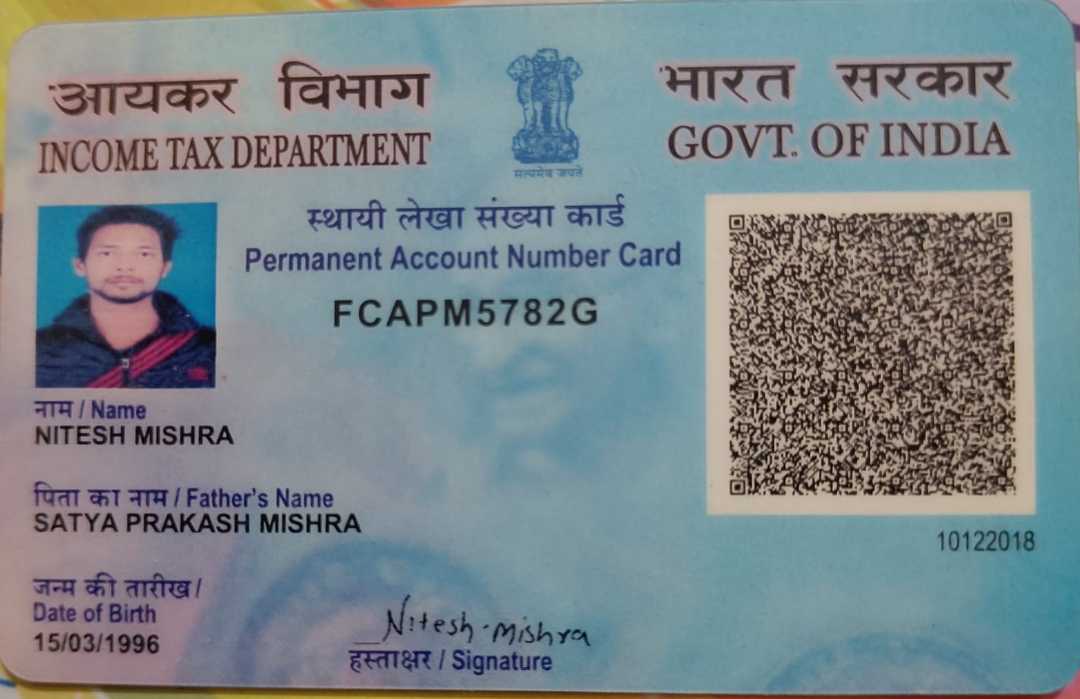 आयकर विभाग
INCOME TAX DEPARTMENT
सत्यमेव जयते
भारत सरकार
GOVT. OF INDIA
स्थायी लेखा संख्या कार्ड
Permanent Account Number Card
FCAPM5782G
नाम / Name
NITESH MISHRA
पिता का नाम / Father's Name
SATYA PRAKASH MISHRA
10122018
जन्म की तारीख /
Date of Birth
15/03/1996
Nitesh Mishra
हस्ताक्षर / Signature